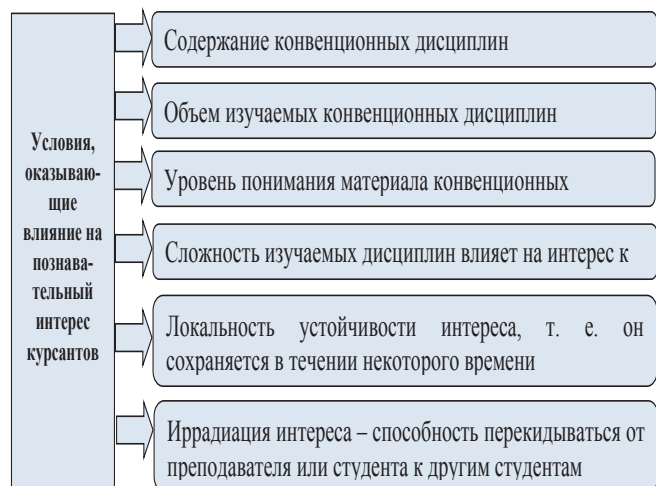 Условия,
оказываю-
щие
влияние на
познава-
тельный
интерес
курсантов
Содержание конвенционных дисциплин
Объем изучаемых конвенционных дисциплин
Уровень понимания материала конвенционных
Сложность изучаемых дисциплин влияет на интерес к
Локальность устойчивости интереса, т. е. он
сохраняется в течении некоторого времени
Иррадиация интереса – способность перекидываться от
преподавателя или студента к другим студентам